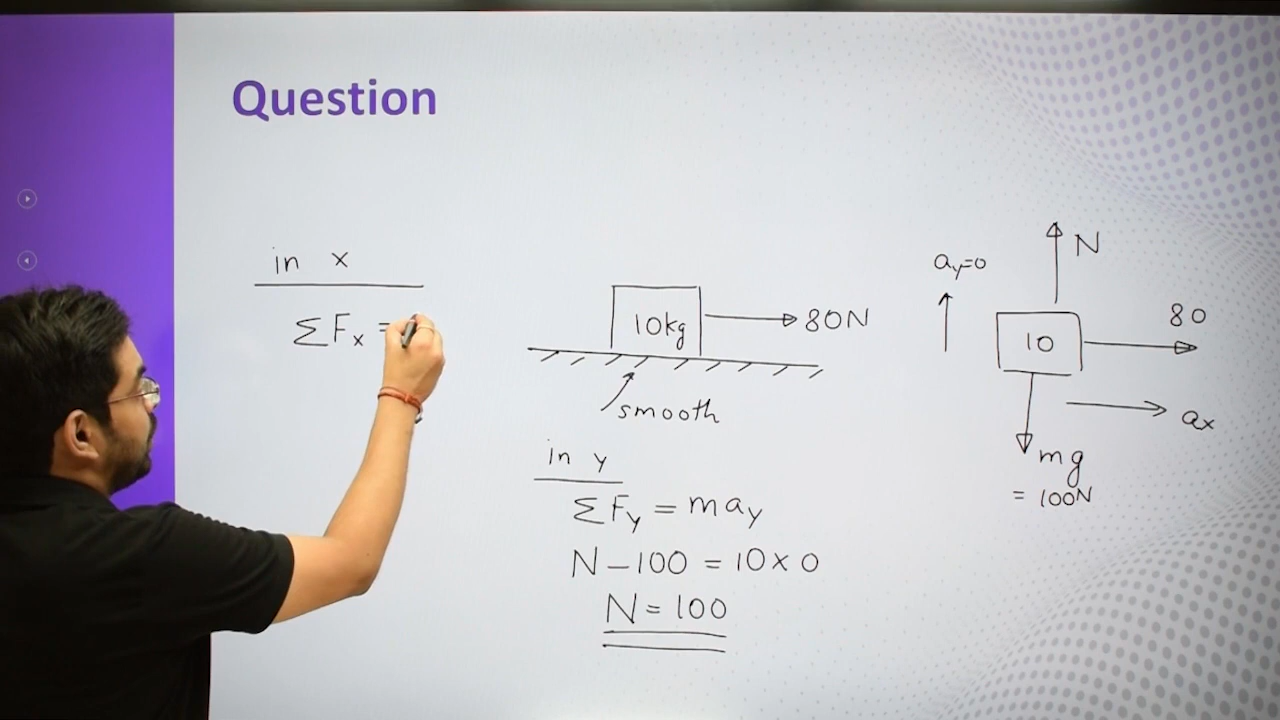 Question
in x
ΣFx =
10kg
80N
smooth
in y
ΣFy = may
N – 100 = 10 × 0
N = 100
ay=0
N
80
10
ax
mg
= 100N